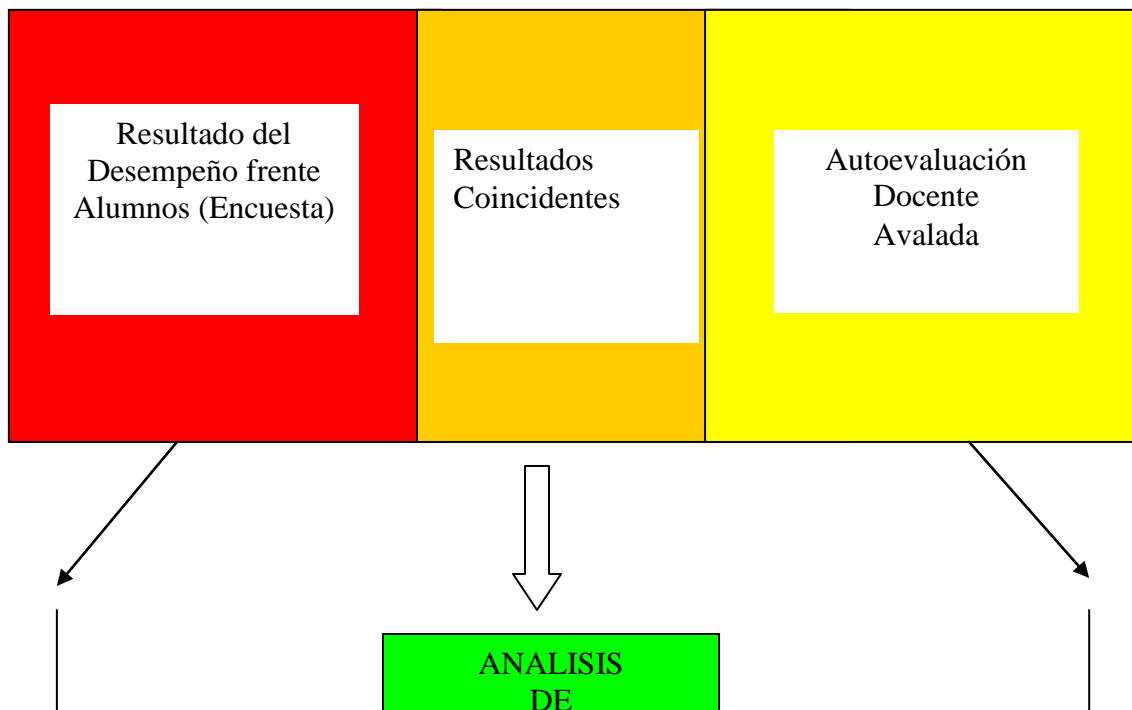 Resultado del
Desempeño frente
Alumnos (Encuesta)
Resultados
Coincidentes
Autoevaluación
Docente
Avalada
ANALISIS
DE